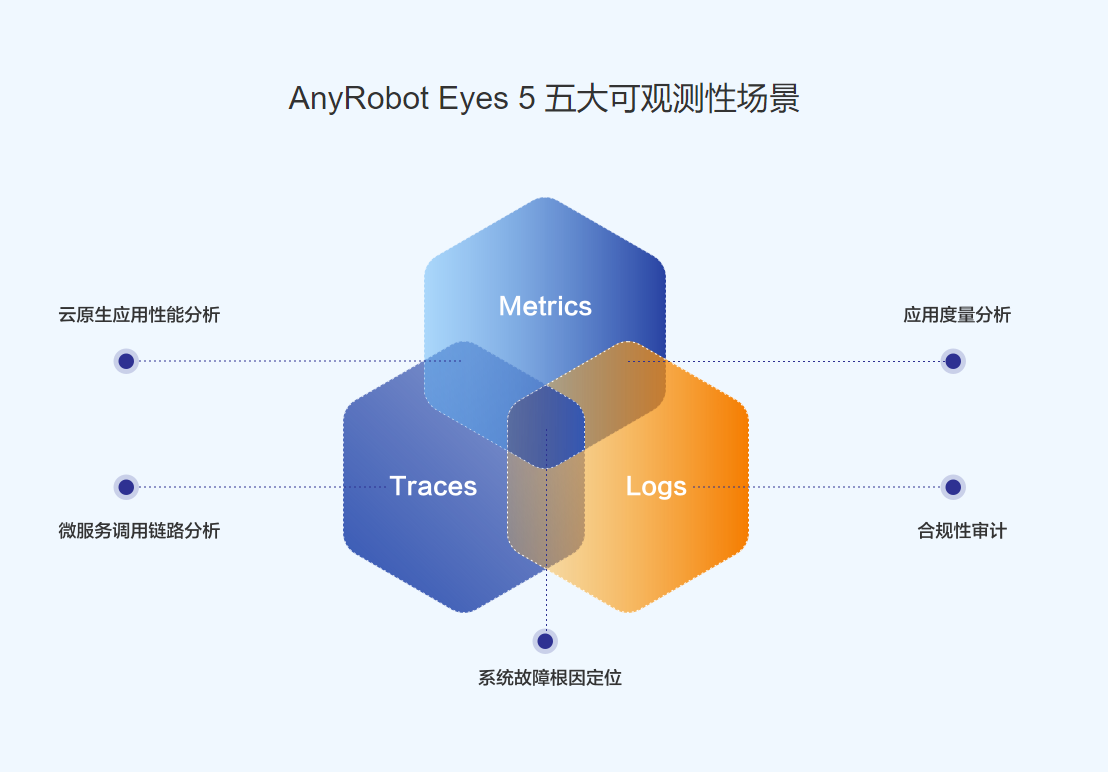 AnyRobot Eyes 5 五大可观测性场景
Metrics
云原生应用性能分析
应用度量分析
Traces
Logs
微服务调用链路分析
合规性审计
系统故障根因定位